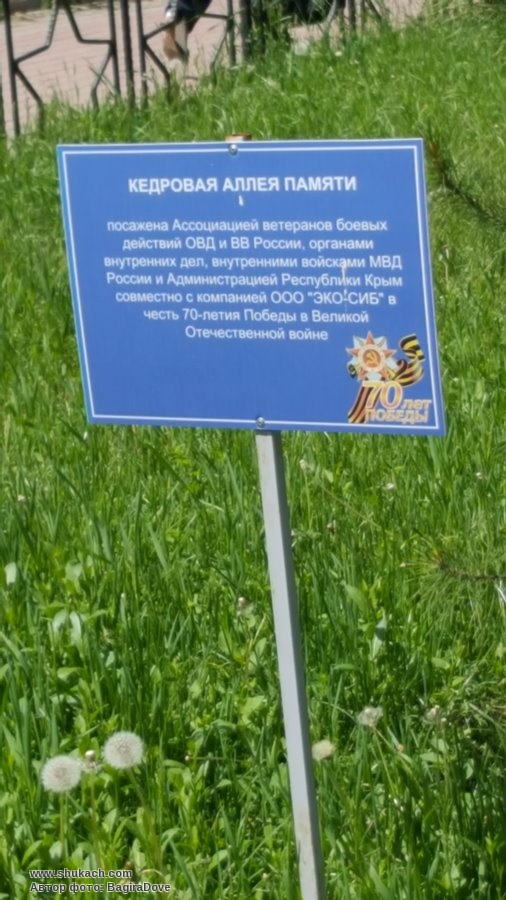 КЕДРОВАЯ АЛЛЕЯ ПАМЯТИ
посажена Ассоциацией ветеранов боевых
действий ОВД и ВВ России, органами
внутренних дел, внутренними войсками МВД
России и Администрацией Республики Крым
совместно с компанией ООО "ЭКО-СИБ" в
честь 70-летия Победы в Великой
Отечественной войне
70 лет
ПОБЕДЫ
www.shukach.com
Автор фото: BagiraDove